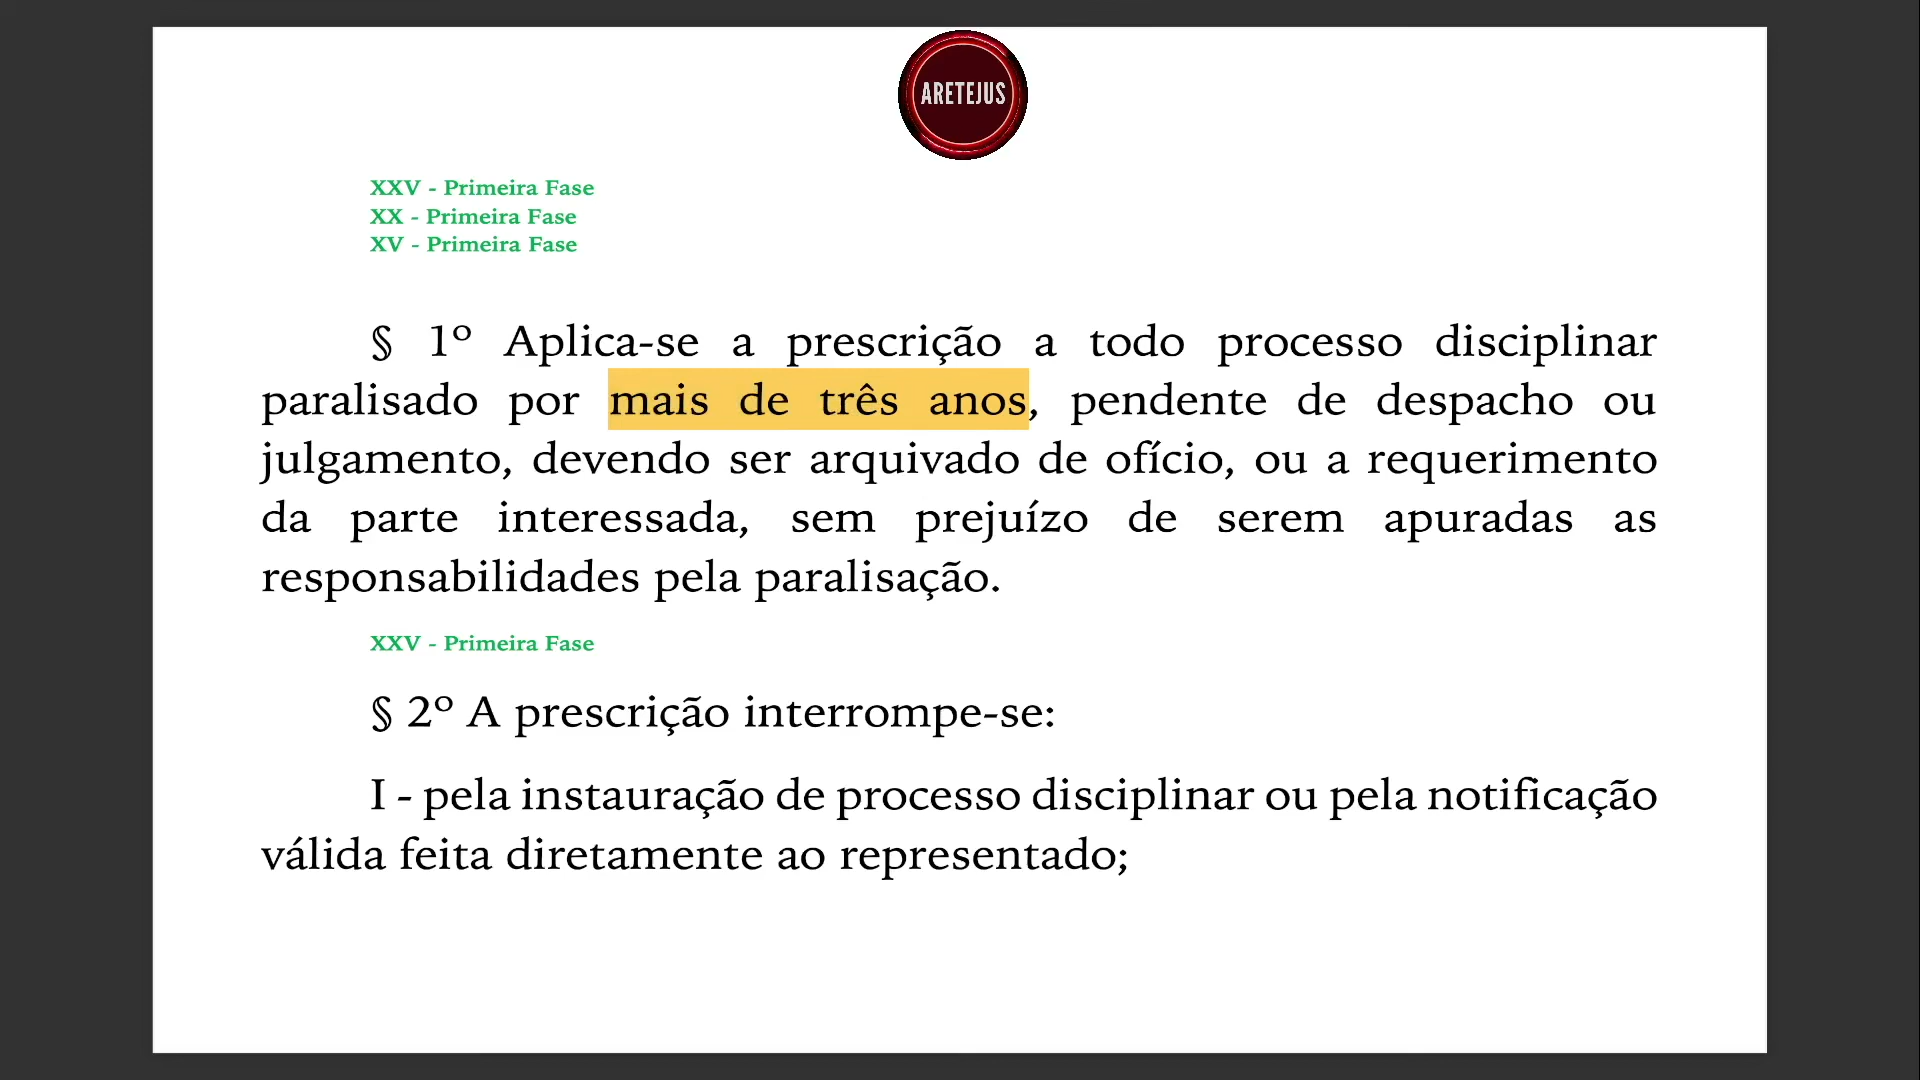 ARETEJUS
XXV - Primeira Fase
XX - Primeira Fase
XV - Primeira Fase
§ 1º Aplica-se a prescrição a todo processo disciplinar
paralisado por mais de três anos, pendente de despacho ou
julgamento, devendo ser arquivado de ofício, ou a requerimento
da parte interessada, sem prejuízo de serem apuradas as
responsabilidades pela paralisação.
XXV - Primeira Fase
§ 2º A prescrição interrompe-se:
I - pela instauração de processo disciplinar ou pela notificação
válida feita diretamente ao representado;